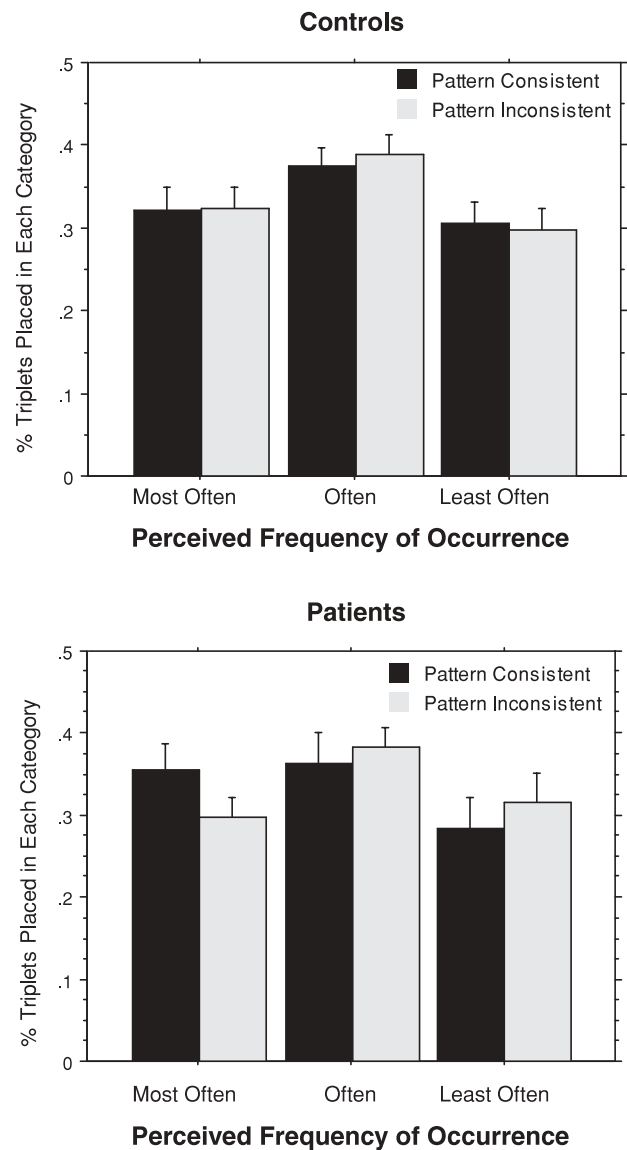 Controls
% Triplets Placed in Each Cateogory
.5
.4
.3
.2
.1
0
Pattern Consistent
Pattern Inconsistent
Most Often Often Least Often
Perceived Frequency of Occurrence
Patients
% Triplets Placed in Each Cateogory
.5
.4
.3
.2
.1
0
Pattern Consistent
Pattern Inconsistent
Most Often Often Least Often
Perceived Frequency of Occurrence